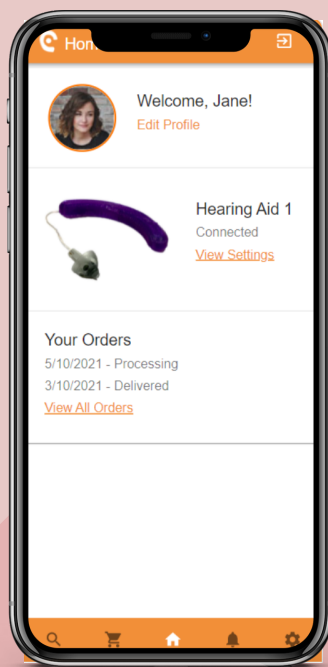 Hom
Welcome, Jane!
Edit Profile
Hearing Aid 1
Connected
View Settings
Your Orders
5/10/2021 - Processing
3/10/2021 - Delivered
View All Orders